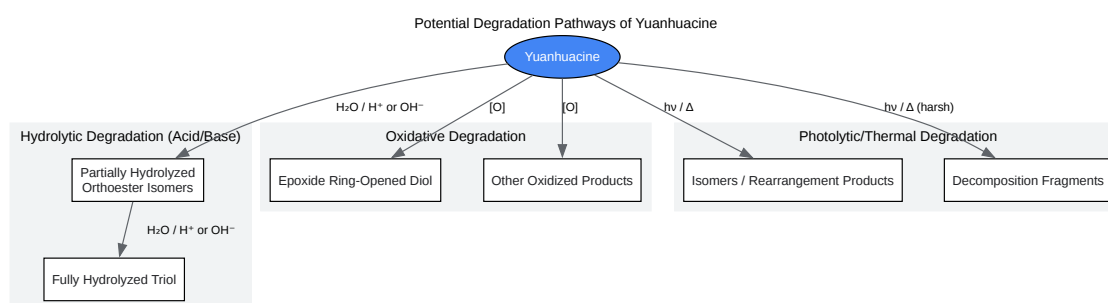 Potential Degradation Pathways of Yuanhuacine
Yuanhuacine
H₂O / H⁺ or OH⁻
[O]
[O]
hν / Δ
hν / Δ (harsh)
Hydrolytic Degradation (Acid/Base)
Oxidative Degradation
Photolytic/Thermal Degradation
Partially Hydrolyzed
Orthoester Isomers
Epoxide Ring-Opened Diol
Other Oxidized Products
Isomers / Rearrangement Products
Decomposition Fragments
H₂O / H⁺ or OH⁻
Fully Hydrolyzed Triol